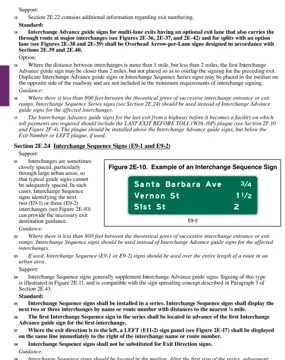 Support:
Section 2E.22 contains additional information regarding exit numbering.
Standard:
Interchange Advance Guide signs for multi-lane exits having an optional exit lane that also carries the
through route at major interchanges (see Figures 2E-36, 2E-37, and 2E-42) and for splits with an option
lane (see Figures 2E-38 and 2E-39) shall be Overhead Arrow-per-Lane signs designed in accordance with
Sections 2E.39 and 2E.40.
Option:
Where the distance between interchanges is more than 1 mile, but less than 2 miles, the first Interchange
Advance Guide sign may be closer than 2 miles, but not placed so as to overlap the signing for the preceding exit.
Duplicate Interchange Advance Guide signs or Interchange Sequence Series signs may be placed in the median on
the opposite side of the roadway and are not included in the minimum requirements of interchange signing.
Guidance:
Where there is less than 800 feet between the theoretical gores of successive interchange entrance or exit
ramps, Interchange Sequence Series signs (see Section 2E.24) should be used instead of Interchange Advance
guide signs for the affected interchanges.
The Interchange Advance Guide signs for the last exit from a highway before it becomes a facility on which
toll payments are required should include the LAST EXIT BEFORE TOLL (W16-16P) plaque (see Section 2F.10
and Figure 2F-4). The plaque should be installed above the Interchange Advance Guide signs, but below the
Exit Number or LEFT plaque, if used.
Section 2E.24 Interchange Sequence Signs (E9-1 and E9-2)
Support:
Interchanges are sometimes
closely spaced, particularly
through large urban areas, so
that typical guide signs cannot
be adequately spaced. In such
cases, Interchange Sequence
signs identifying the next
two (E9-1) or three (E9-2)
interchanges (see Figure 2E-10)
can provide the necessary exit
destination guidance.
Figure 2E-10. Example of an Interchange Sequence Sign
Santa Barbara Ave 3/4
Vernon St 1 1/2
51st St 2
E9-2
Guidance:
Where there is less than 800 feet between the theoretical gores of successive interchange entrance or exit
ramps, Interchange Sequence signs should be used instead of Interchange Advance Guide signs for the affected
interchanges.
If used, Interchange Sequence (E9-1 or E9-2) signs should be used over the entire length of a route in an
urban area.
Support:
Interchange Sequence signs generally supplement Interchange Advance Guide signs. Signing of this type
is illustrated in Figure 2E-11, and is compatible with the sign spreading concept described in Paragraph 3 of
Section 2E.43.
Standard:
Interchange Sequence signs shall be installed in a series. Interchange Sequence signs shall display the
next two or three interchanges by name or route number with distances to the nearest ¼ mile.
The first Interchange Sequence sign in the series shall be located in advance of the first Interchange
Advance Guide sign for the first interchange.
Where the exit direction is to the left, a LEFT (E11-2) sign panel (see Figure 2E-17) shall be displayed
on the same line immediately to the right of the interchange name or route number.
Interchange Sequence signs shall not be substituted for Exit Direction signs.
Guidance:
Interchange Sequence signs should be located in the median. After the first sign of the series, subsequent